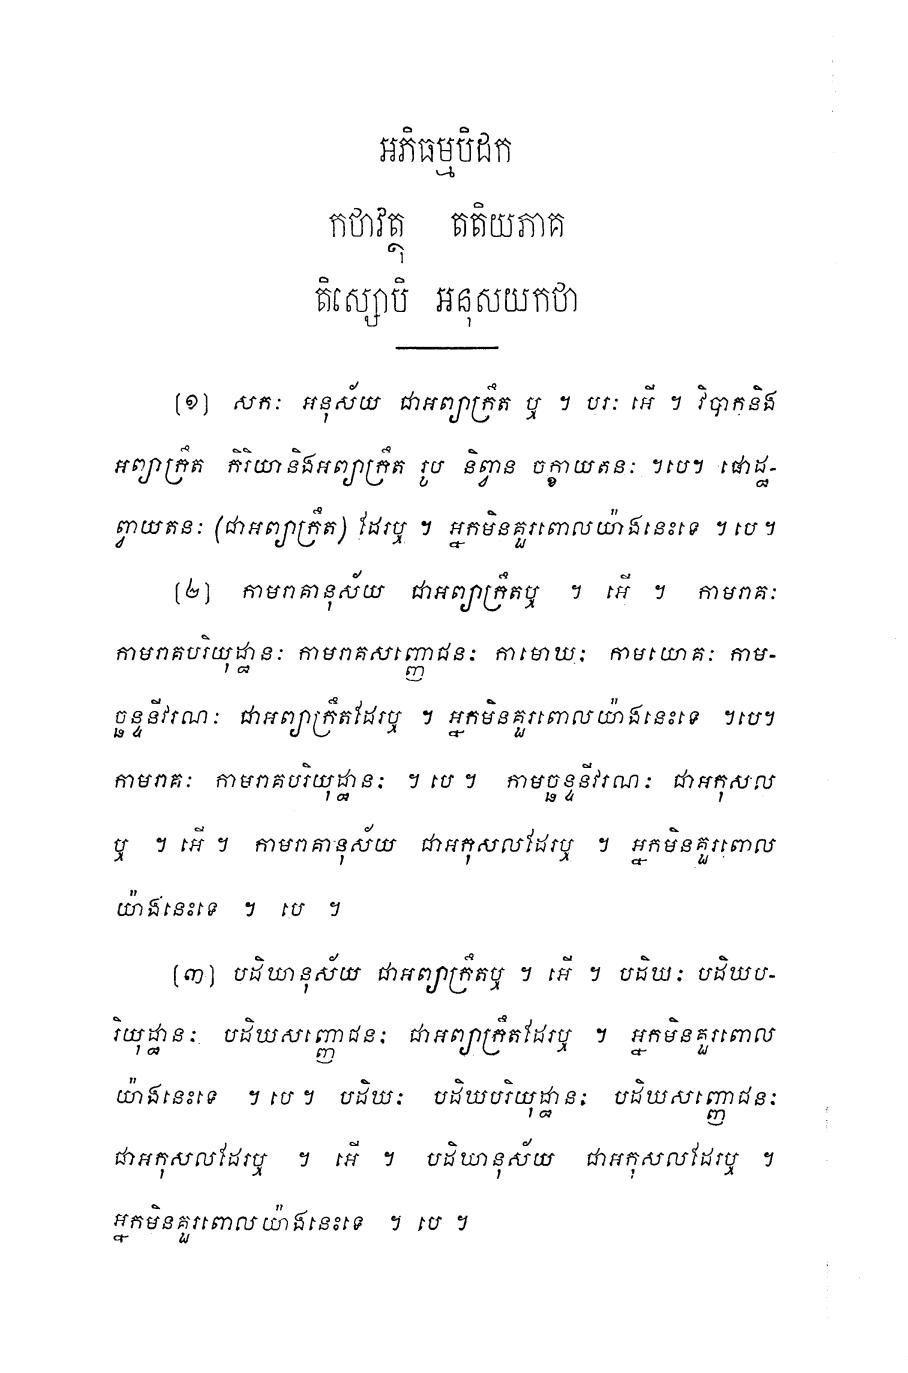 អភិធម្មបិដក
កថាវត្ថុ តតិយភាគ
តិស្សោបិ អនុសយកថា
(១) សក: អនុស័យ ជាអព្យាក្រឹត ឬ ។ បរ: អើ ។ វិបាកនិង
អព្យាក្រឹត កិរិយានិងអព្យាក្រឹត រូប និព្វាន ចក្ខាយតនៈ ។បេ។ ផោដ្ឋ-
ព្វាយតនៈ (ជាអព្យាក្រឹត) ដែរឬ ។ អ្នកមិនគួរពោលយ៉ាងនេះទេ ។ បេ ។
(២) កាមរាគានុស័យ ជាអព្យាក្រឹតឬ ។ អើ ។ កាមរាគៈ
កាមរាគបរិយុដ្ឋានៈ កាមរាគសញ្ញោជនៈ កាមោឃៈ កាមយោគៈ កាម-
ច្ឆន្ទនីវរណៈ ជាអព្យាក្រឹតដែរឬ ។ អ្នកមិនគួរពោលយ៉ាងនេះទេ ។បេ។
កាមរាគៈ កាមរាគបរិយុដ្ឋានៈ ។ បេ ។ កាមច្ឆន្ទនីវរណៈ ជាអកុសល
ឬ ។ អើ ។ កាមរាគានុស័យ ជាអកុសលដែរឬ ។ អ្នកមិនគួរពោល
យ៉ាងនេះទេ ។ បេ ។
(៣) បដិឃានុស័យ ជាអព្យាក្រឹតឬ ។ អើ ។ បដិឃៈ បដិឃប-
រិយុដ្ឋានៈ បដិឃសញ្ញោជនៈ ជាអព្យាក្រឹតដែរឬ ។ អ្នកមិនគួរពោល
យ៉ាងនេះទេ ។ បេ ។ បដិឃៈ បដិឃបរិយុដ្ឋានៈ បដិឃសញ្ញោជនៈ
ជាអកុសលដែរឬ ។ អើ ។ បដិឃានុស័យ ជាអកុសលដែរឬ ។
អ្នកមិនគួរពោលយ៉ាងនេះទេ ។ បេ ។